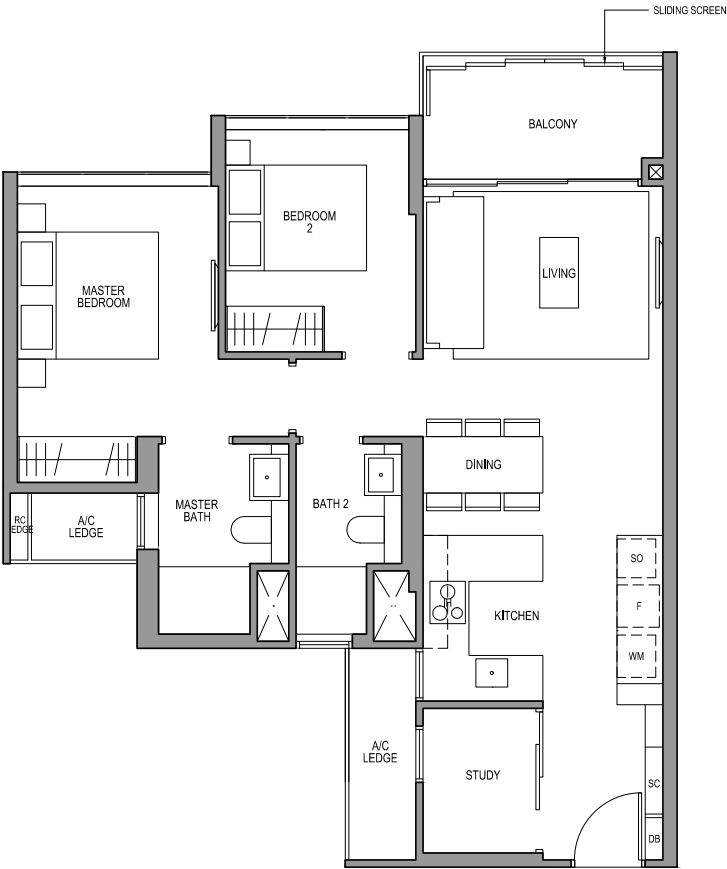 SLIDING SCREEN
BALCONY
BEDROOM
2
LIVING
MASTER
BEDROOM
DINING
MASTER
BATH
BATH 2
RC
EDGE
A/C
LEDGE
SO
F
H
KITCHEN
WM
A/C
LEDGE
STUDY
SC
DB